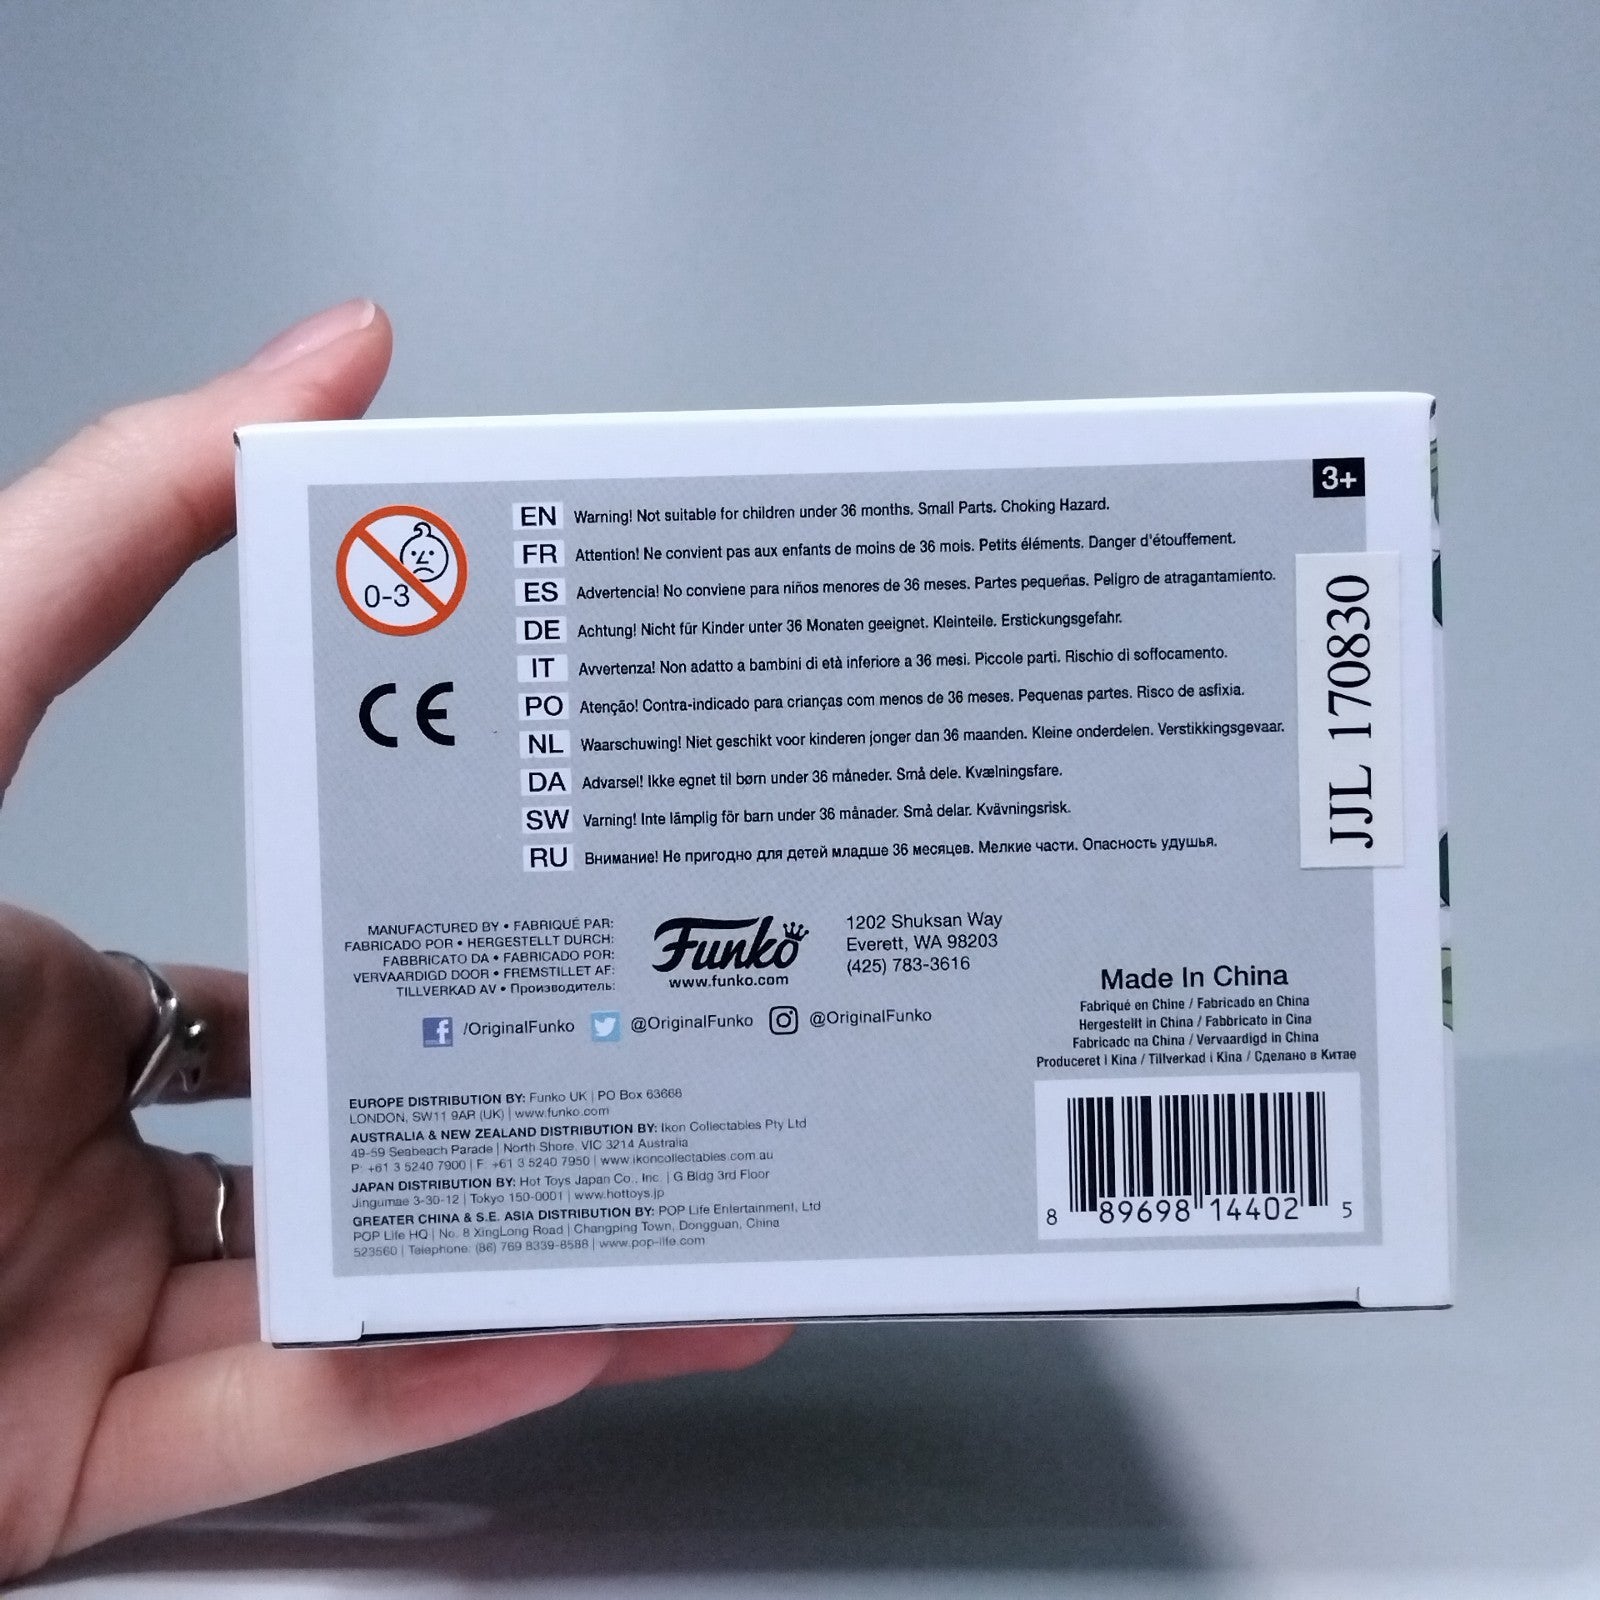 3+
0-3
CE
EN Warning! Not suitable for children under 36 months. Small Parts. Choking Hazard.
FR Attention! Ne convient pas aux enfants de moins de 36 mois. Petits éléments. Danger d'étouffement.
ES Advertencia! No conviene para niños menores de 36 meses. Partes pequeñas. Peligro de atragantamiento.
DE Achtung! Nicht für Kinder unter 36 Monaten geeignet. Kleinteile. Erstickungsgefahr.
IT Avvertenza! Non adatto a bambini di età inferiore a 36 mesi. Piccole parti. Rischio di soffocamento.
PO Atenção! Contra-indicado para crianças com menos de 36 meses. Pequenas partes. Risco de asfixia.
NL Waarschuwing! Niet geschikt voor kinderen jonger dan 36 maanden. Kleine onderdelen. Verstikkingsgevaar.
DA Advarsel! Ikke egnet til børn under 36 måneder. Små dele. Kvælningsfare.
SW Varning! Inte lämplig för barn under 36 månader. Små delar. Kvävningsrisk.
RU Внимание! Не пригодно для детей младше 36 месяцев. Мелкие части. Опасность удушья.
JJL 170830
MANUFACTURED BY • FABRIQUÉ PAR:
FABRICADO POR • HERGESTELLT DURCH:
FABBRICATO DA • FABRICADO POR:
VERVAARDIGD DOOR • FREMSTILLET AF:
TILLVERKAD AV • Производитель:
Funko
www.funko.com
1202 Shuksan Way
Everett, WA 98203
(425) 783-3616
f /OriginalFunko @OriginalFunko @OriginalFunko
Made In China
Fabriqué en Chine / Fabricado en China
Hergestellt in China / Fabbricato in Cina
Fabricado na China / Vervaardigd in China
Produceret I Kina / Tillverkad i Kina / Сделано в Китае
EUROPE DISTRIBUTION BY: Funko UK | PO Box 63668
LONDON, SW11 9AR (UK) | www.funko.com
AUSTRALIA & NEW ZEALAND DISTRIBUTION BY: Ikon Collectables Pty Ltd
49-59 Seabeach Parade | North Shore, VIC 3214 Australia
P: +61 3 5240 7900 | F: +61 3 5240 7950 | www.ikoncollectables.com.au
JAPAN DISTRIBUTION BY: Hot Toys Japan Co., Inc. | G Bldg 3rd Floor
Jingumae 3-30-12 | Tokyo 150-0001 | www.hottoys.jp
GREATER CHINA & S.E. ASIA DISTRIBUTION BY: POP Life Entertainment, Ltd
POP Life HQ | No. 8 XingLong Road | Changping Town, Dongguan, China
523560 | Telephone: (86) 769 8339-8588 | www.pop-life.com
8 89698 14402 5